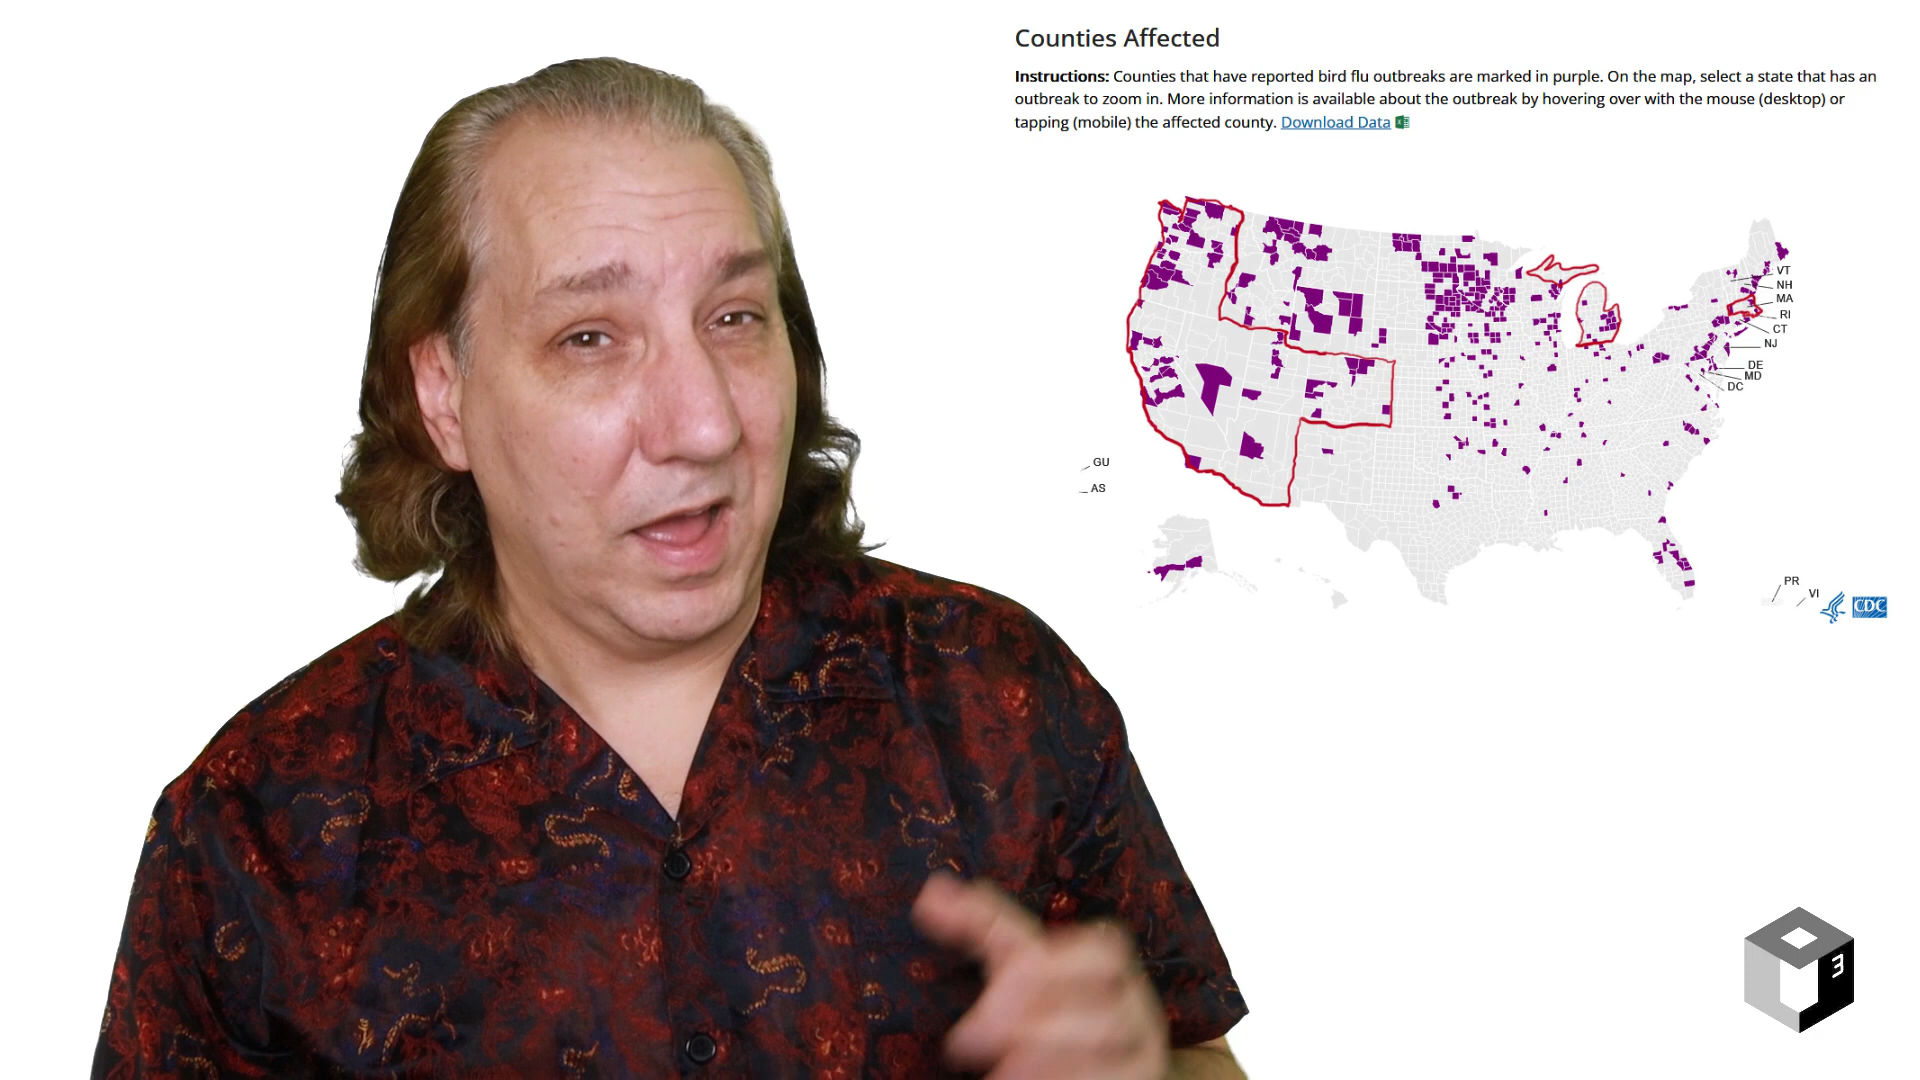 Counties Affected
Instructions: Counties that have reported bird flu outbreaks are marked in purple. On the map, select a state that has an
outbreak to zoom in. More information is available about the outbreak by hovering over with the mouse (desktop) or
tapping (mobile) the affected county. Download Data
VT
NH
MA
RI
CT
NJ
DE
MD
DC
GU
AS
PR
VI
CDC
3